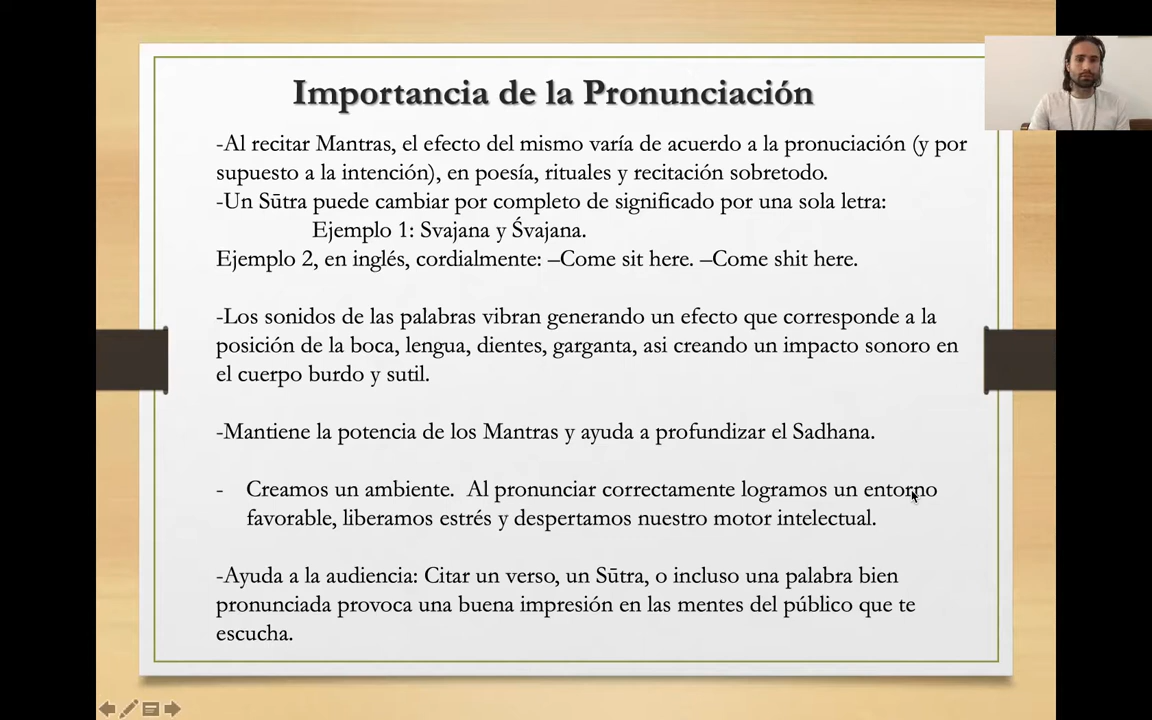 Importancia de la Pronunciación
-Al recitar Mantras, el efecto del mismo varía de acuerdo a la pronuciación (y por
supuesto a la intención), en poesía, rituales y recitación sobretodo.
-Un Sūtra puede cambiar por completo de significado por una sola letra:
Ejemplo 1: Svajana y Śvajana.
Ejemplo 2, en inglés, cordialmente: –Come sit here. –Come shit here.
-Los sonidos de las palabras vibran generando un efecto que corresponde a la
posición de la boca, lengua, dientes, garganta, asi creando un impacto sonoro en
el cuerpo burdo y sutil.
-Mantiene la potencia de los Mantras y ayuda a profundizar el Sadhana.
- Creamos un ambiente.  Al pronunciar correctamente logramos un entorno
favorable, liberamos estrés y despertamos nuestro motor intelectual.
-Ayuda a la audiencia: Citar un verso, un Sūtra, o incluso una palabra bien
pronunciada provoca una buena impresión en las mentes del público que te
escucha.